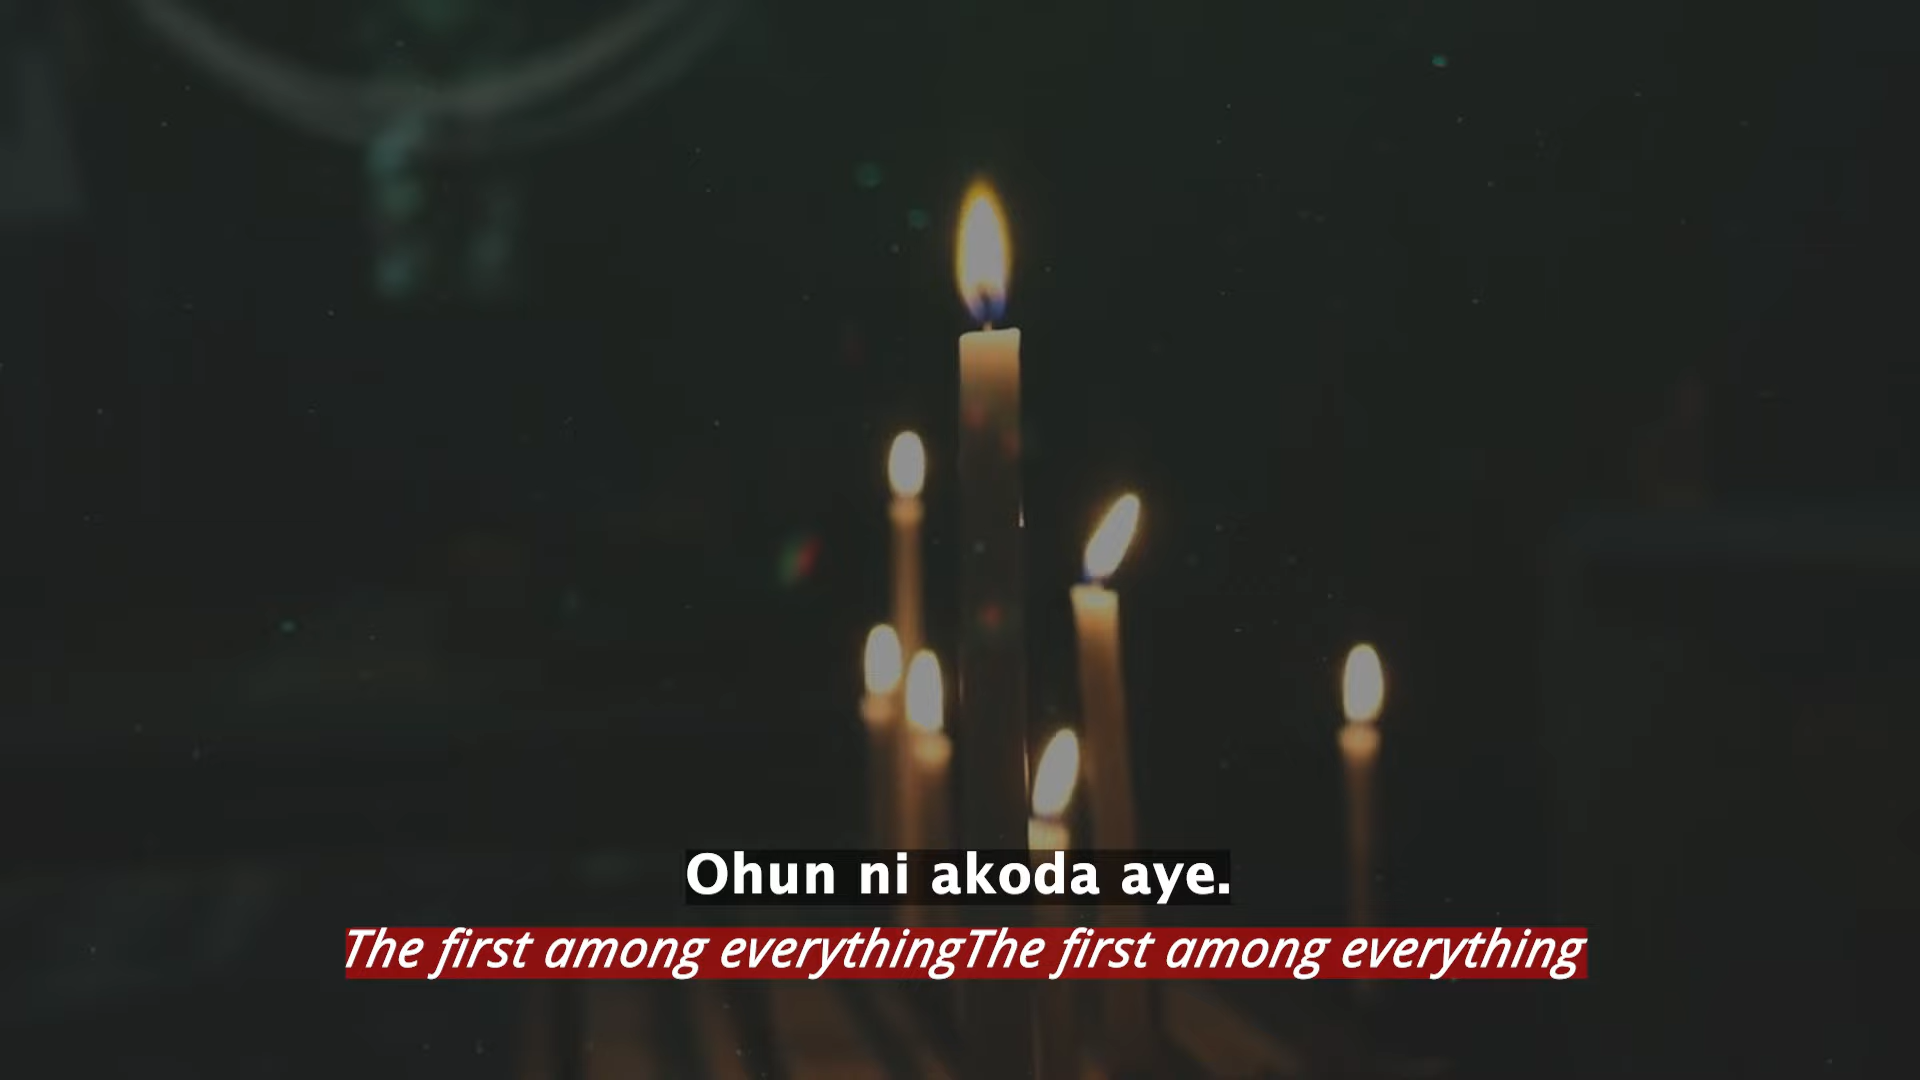 Ohun ni akoda aye.
The first among everythingThe first among everything